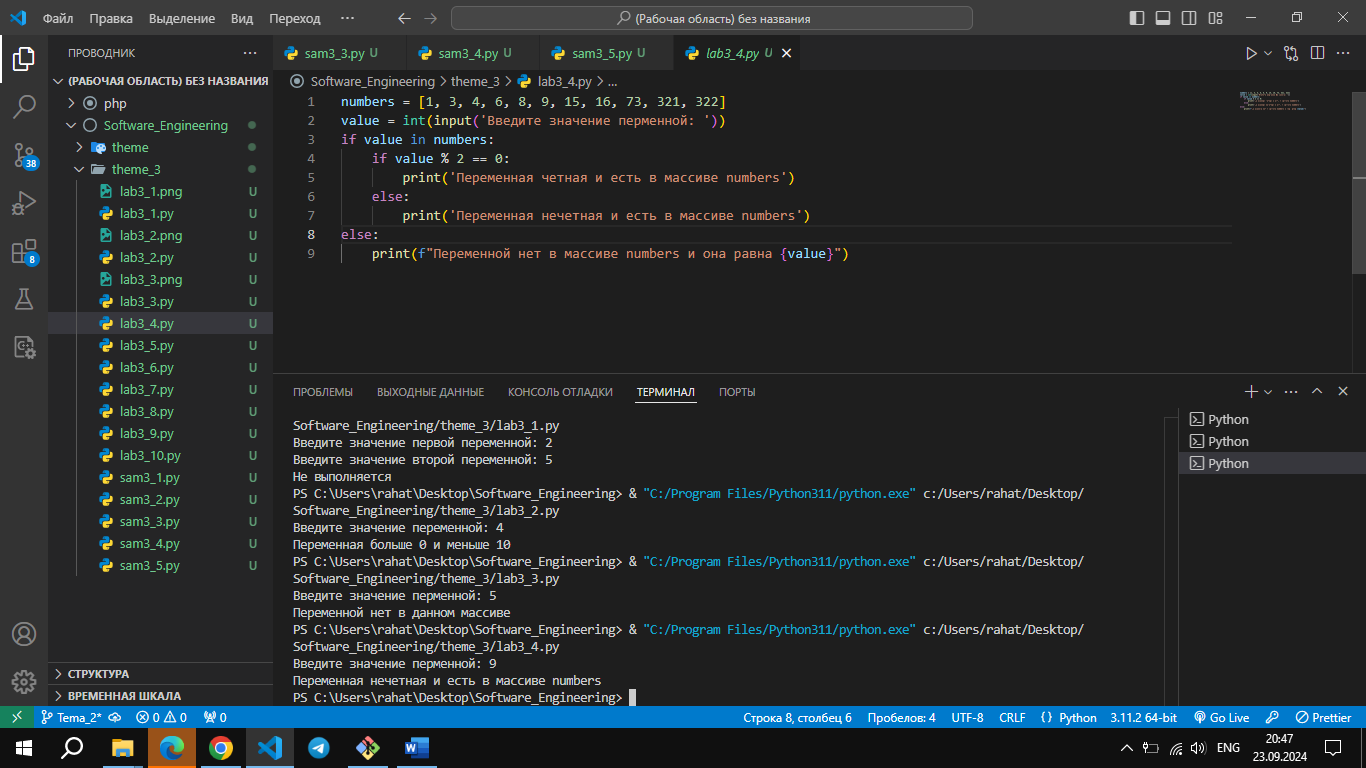 Файл Правка Выделение Вид Переход ··· (Рабочая область) без названия
ПРОВОДНИК ···
sam3_3.py U sam3_4.py U sam3_5.py U lab3_4.py U
(РАБОЧАЯ ОБЛАСТЬ) БЕЗ НАЗВАНИЯ
php
Software_Engineering
theme
theme_3
lab3_1.png U
lab3_1.py U
lab3_2.png U
lab3_2.py U
lab3_3.png U
lab3_3.py U
lab3_4.py U
lab3_5.py U
lab3_6.py U
lab3_7.py U
lab3_8.py U
lab3_9.py U
lab3_10.py U
sam3_1.py U
sam3_2.py U
sam3_3.py U
sam3_4.py U
sam3_5.py U
СТРУКТУРА
ВРЕМЕННАЯ ШКАЛА
38
8
Software_Engineering > theme_3 > lab3_4.py > ...
1 numbers = [1, 3, 4, 6, 8, 9, 15, 16, 73, 321, 322]
2 value = int(input('Введите значение перменной: '))
3 if value in numbers:
4 if value % 2 == 0:
5 print('Переменная четная и есть в массиве numbers')
6 else:
7 print('Переменная нечетная и есть в массиве numbers')
8 else:
9 print(f"Переменной нет в массиве numbers и она равна {value}")
ПРОБЛЕМЫ ВЫХОДНЫЕ ДАННЫЕ КОНСОЛЬ ОТЛАДКИ ТЕРМИНАЛ ПОРТЫ
Software_Engineering/theme_3/lab3_1.py
Введите значение первой переменной: 2
Введите значение второй переменной: 5
Не выполняется
PS C:\Users\rahat\Desktop\Software_Engineering> & "C:/Program Files/Python311/python.exe" c:/Users/rahat/Desktop/
Software_Engineering/theme_3/lab3_2.py
Введите значение переменной: 4
Переменная больше 0 и меньше 10
PS C:\Users\rahat\Desktop\Software_Engineering> & "C:/Program Files/Python311/python.exe" c:/Users/rahat/Desktop/
Software_Engineering/theme_3/lab3_3.py
Введите значение перменной: 5
Переменной нет в данном массиве
PS C:\Users\rahat\Desktop\Software_Engineering> & "C:/Program Files/Python311/python.exe" c:/Users/rahat/Desktop/
Software_Engineering/theme_3/lab3_4.py
Введите значение перменной: 9
Переменная нечетная и есть в массиве numbers
PS C:\Users\rahat\Desktop\Software_Engineering>
Python
Python
Python
Tema_2* 0 0 0 Строка 8, столбец 6 Пробелов: 4 UTF-8 CRLF Python 3.11.2 64-bit Go Live Prettier
ENG 20:47
23.09.2024